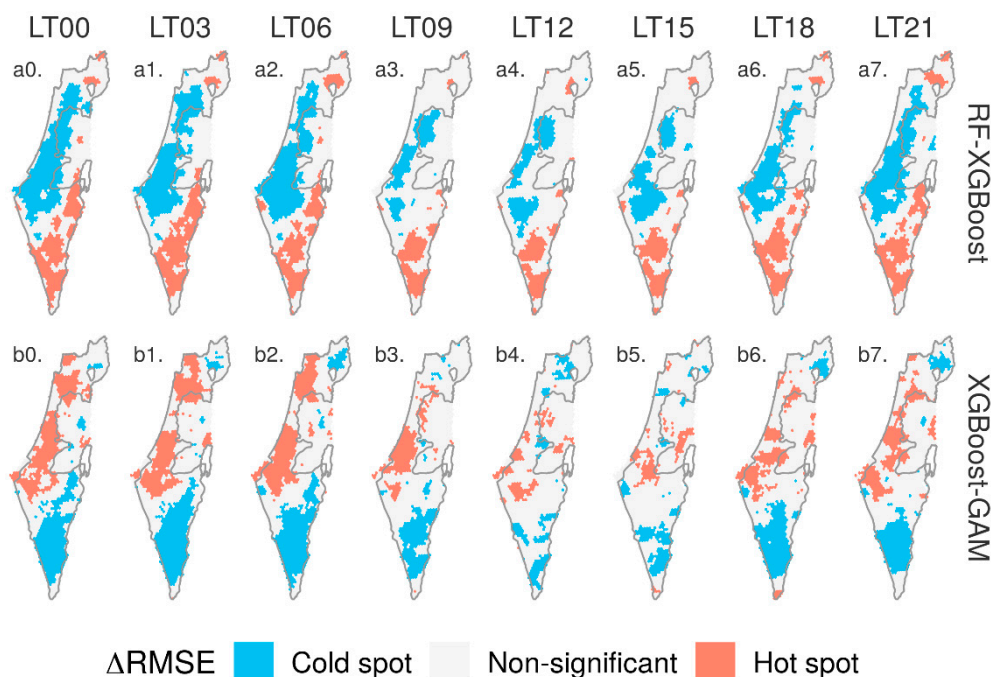 LT00 LT03 LT06 LT09 LT12 LT15 LT18 LT21
a0. a1. a2. a3. a4. a5. a6. a7.
RF-XGBoost
b0. b1. b2. b3. b4. b5. b6. b7.
XGBoost-GAM
ΔRMSE Cold spot Non-significant Hot spot